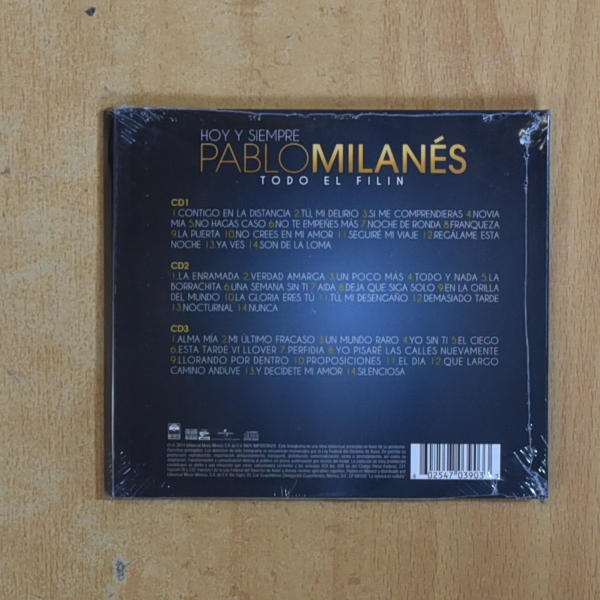 HOY Y SIEMPRE
PABLO MILANÉS
TODO EL FILIN
CD1
1.CONTIGO EN LA DISTANCIA 2.TÚ, MI DELIRIO 3.SI ME COMPRENDIERAS 4.NOVIA
MIA 5.NO HAGAS CASO 6.NO TE EMPEÑES MÁS 7.NOCHE DE RONDA 8.FRANQUEZA
9.LA PUERTA 10.NO CREES EN MI AMOR 11.SEGUIRÉ MI VIAJE 12.REGÁLAME ESTA
NOCHE 13.YA VES 14.SON DE LA LOMA
CD2
1.LA ENRAMADA 2.VERDAD AMARGA 3.UN POCO MÁS 4.TODO Y NADA 5.LA
BORRACHITA 6.UNA SEMANA SIN TI 7.AIDA 8.DEJA QUE SIGA SOLO 9.EN LA ORILLA
DEL MUNDO 10.LA GLORIA ERES TÚ 11.TÚ, MI DESENGAÑO 12.DEMASIADO TARDE
13.NOCTURNAL 14.NUNCA
CD3
1.ALMA MÍA 2.MI ÚLTIMO FRACASO 3.UN MUNDO RARO 4.YO SIN TI 5.EL CIEGO
6.ESTA TARDE VI LLOVER 7.PERFIDIA 8.YO PISARÉ LAS CALLES NUEVAMENTE
9.LLORANDO POR DENTRO 10.PROPOSICIONES 11.EL DIA 12.QUE LARGO
CAMINO ANDUVE 13.Y DECÍDETE MI AMOR 14.SILENCIOSA
02547 03903